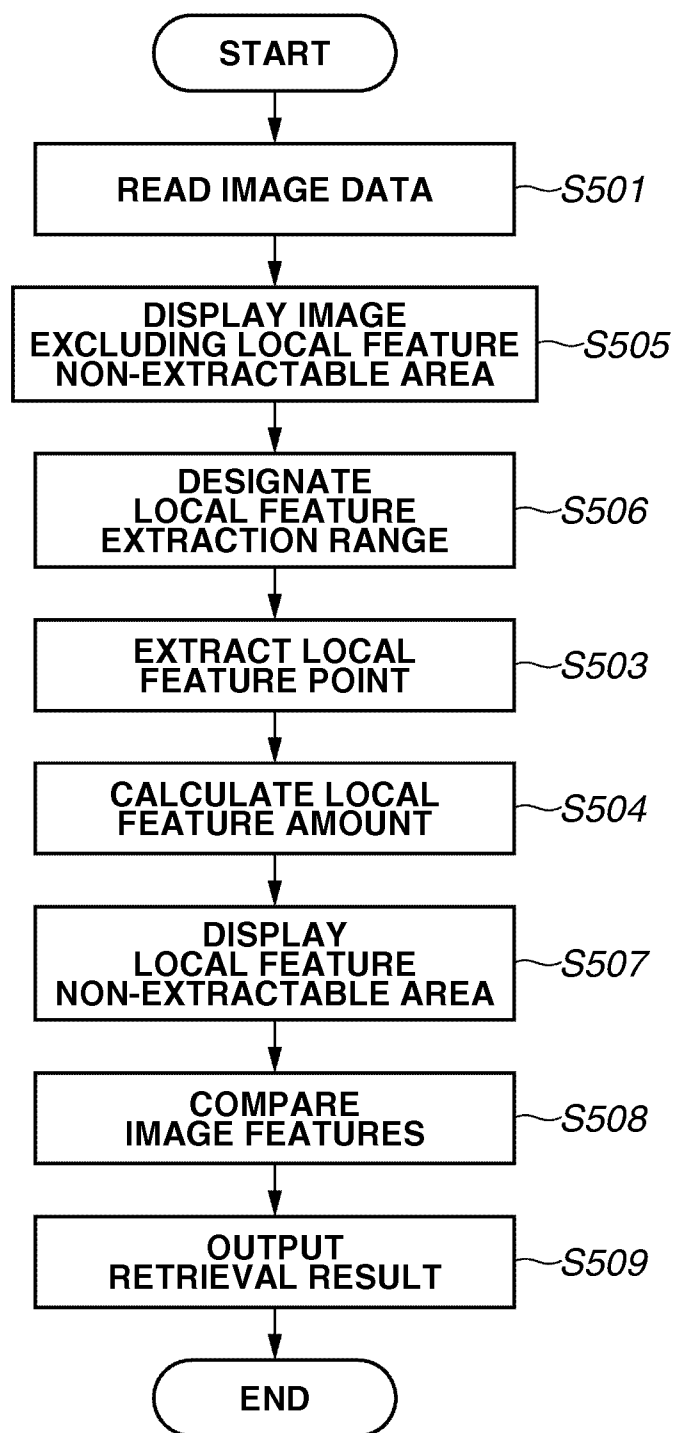 START
READ IMAGE DATA
S501
DISPLAY IMAGE
EXCLUDING LOCAL FEATURE
NON-EXTRACTABLE AREA
S505
DESIGNATE
LOCAL FEATURE
EXTRACTION RANGE
S506
EXTRACT LOCAL
FEATURE POINT
S503
CALCULATE LOCAL
FEATURE AMOUNT
S504
DISPLAY
LOCAL FEATURE
NON-EXTRACTABLE AREA
S507
COMPARE
IMAGE FEATURES
S508
OUTPUT
RETRIEVAL RESULT
S509
END